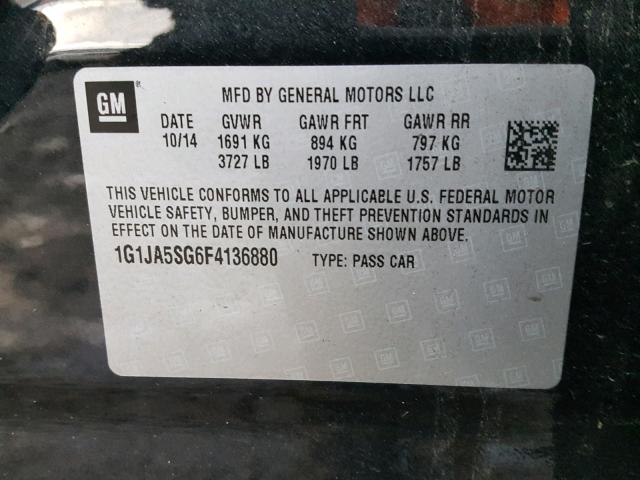 GM
MFD BY GENERAL MOTORS LLC
DATE GVWR GAWR FRT GAWR RR
10/14 1691 KG 894 KG 797 KG
3727 LB 1970 LB 1757 LB
THIS VEHICLE CONFORMS TO ALL APPLICABLE U.S. FEDERAL MOTOR
VEHICLE SAFETY, BUMPER, AND THEFT PREVENTION STANDARDS IN
EFFECT ON THE DATE OF MANUFACTURE SHOWN ABOVE.
1G1JA5SG6F4136880 TYPE: PASS CAR